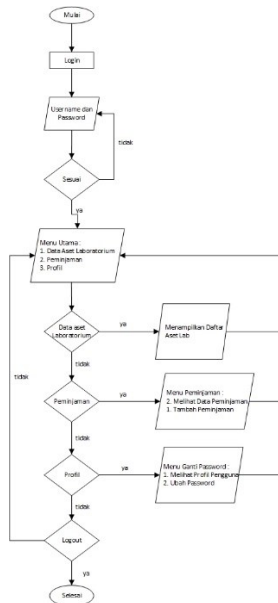 Mulai
Login
Username dan
Password
tidak
Sesuai
ya
Menu Utama :
1. Data Aset Laboratorium
2. Peminjaman
3. Profil
Data aset
Laboratorium
ya
Menampilkan Daftar
Aset Lab
tidak
tidak
Peminjaman
ya
Menu Peminjaman :
2. Melihat Data Peminjaman
1. Tambah Peminjaman
tidak
Profil
ya
Menu Ganti Password :
1. Melihat Profil Pengguna
2. Ubah Password
tidak
Logout
ya
Selesai